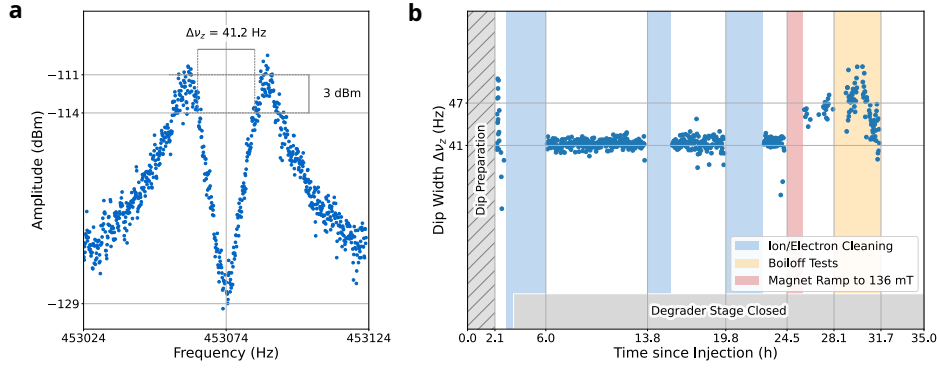 a
Δν_z = 41.2 Hz
3 dBm
−111
−114
−129
Amplitude (dBm)
453024
453074
453124
Frequency (Hz)
b
47
41
Dip Width Δν_z (Hz)
Dip Preparation
Ion/Electron Cleaning
Boiloff Tests
Magnet Ramp to 136 mT
Degrader Stage Closed
0.0 2.1 6.0 14.0 19.8 24.5 28.1 31.7 35.0
Time since Injection (h)